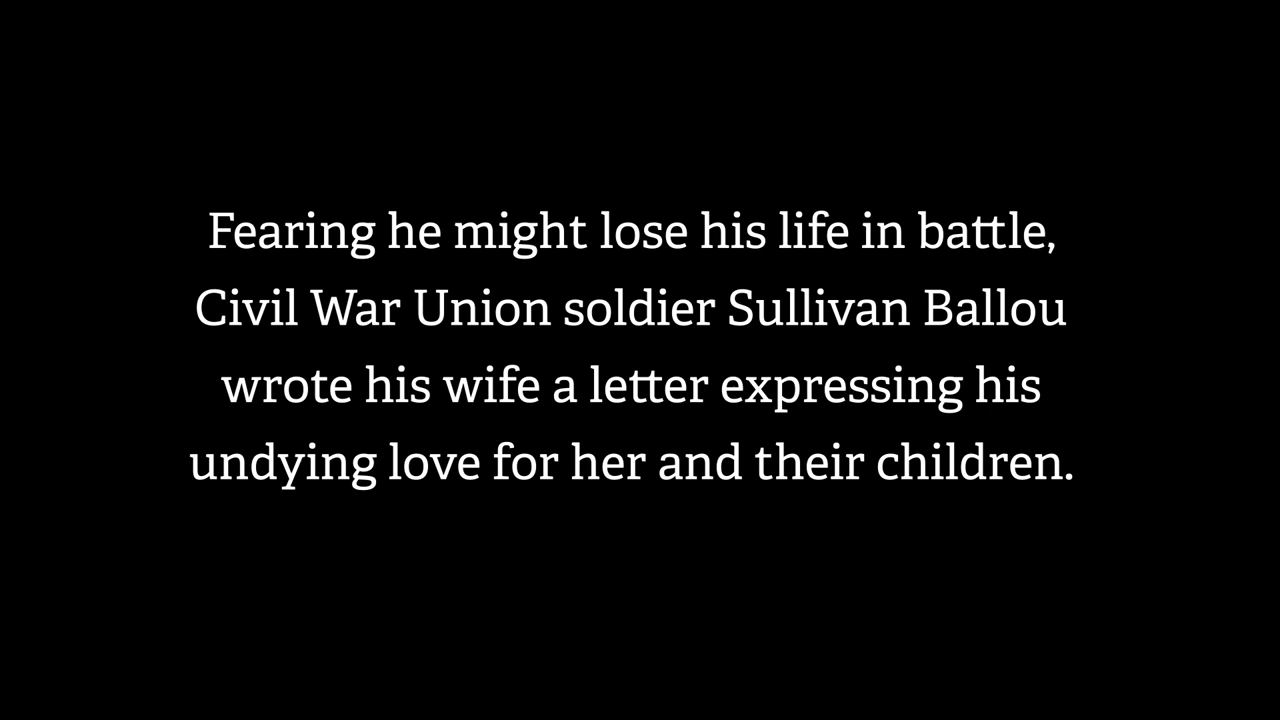 Fearing he might lose his life in battle,
Civil War Union soldier Sullivan Ballou
wrote his wife a letter expressing his
undying love for her and their children.